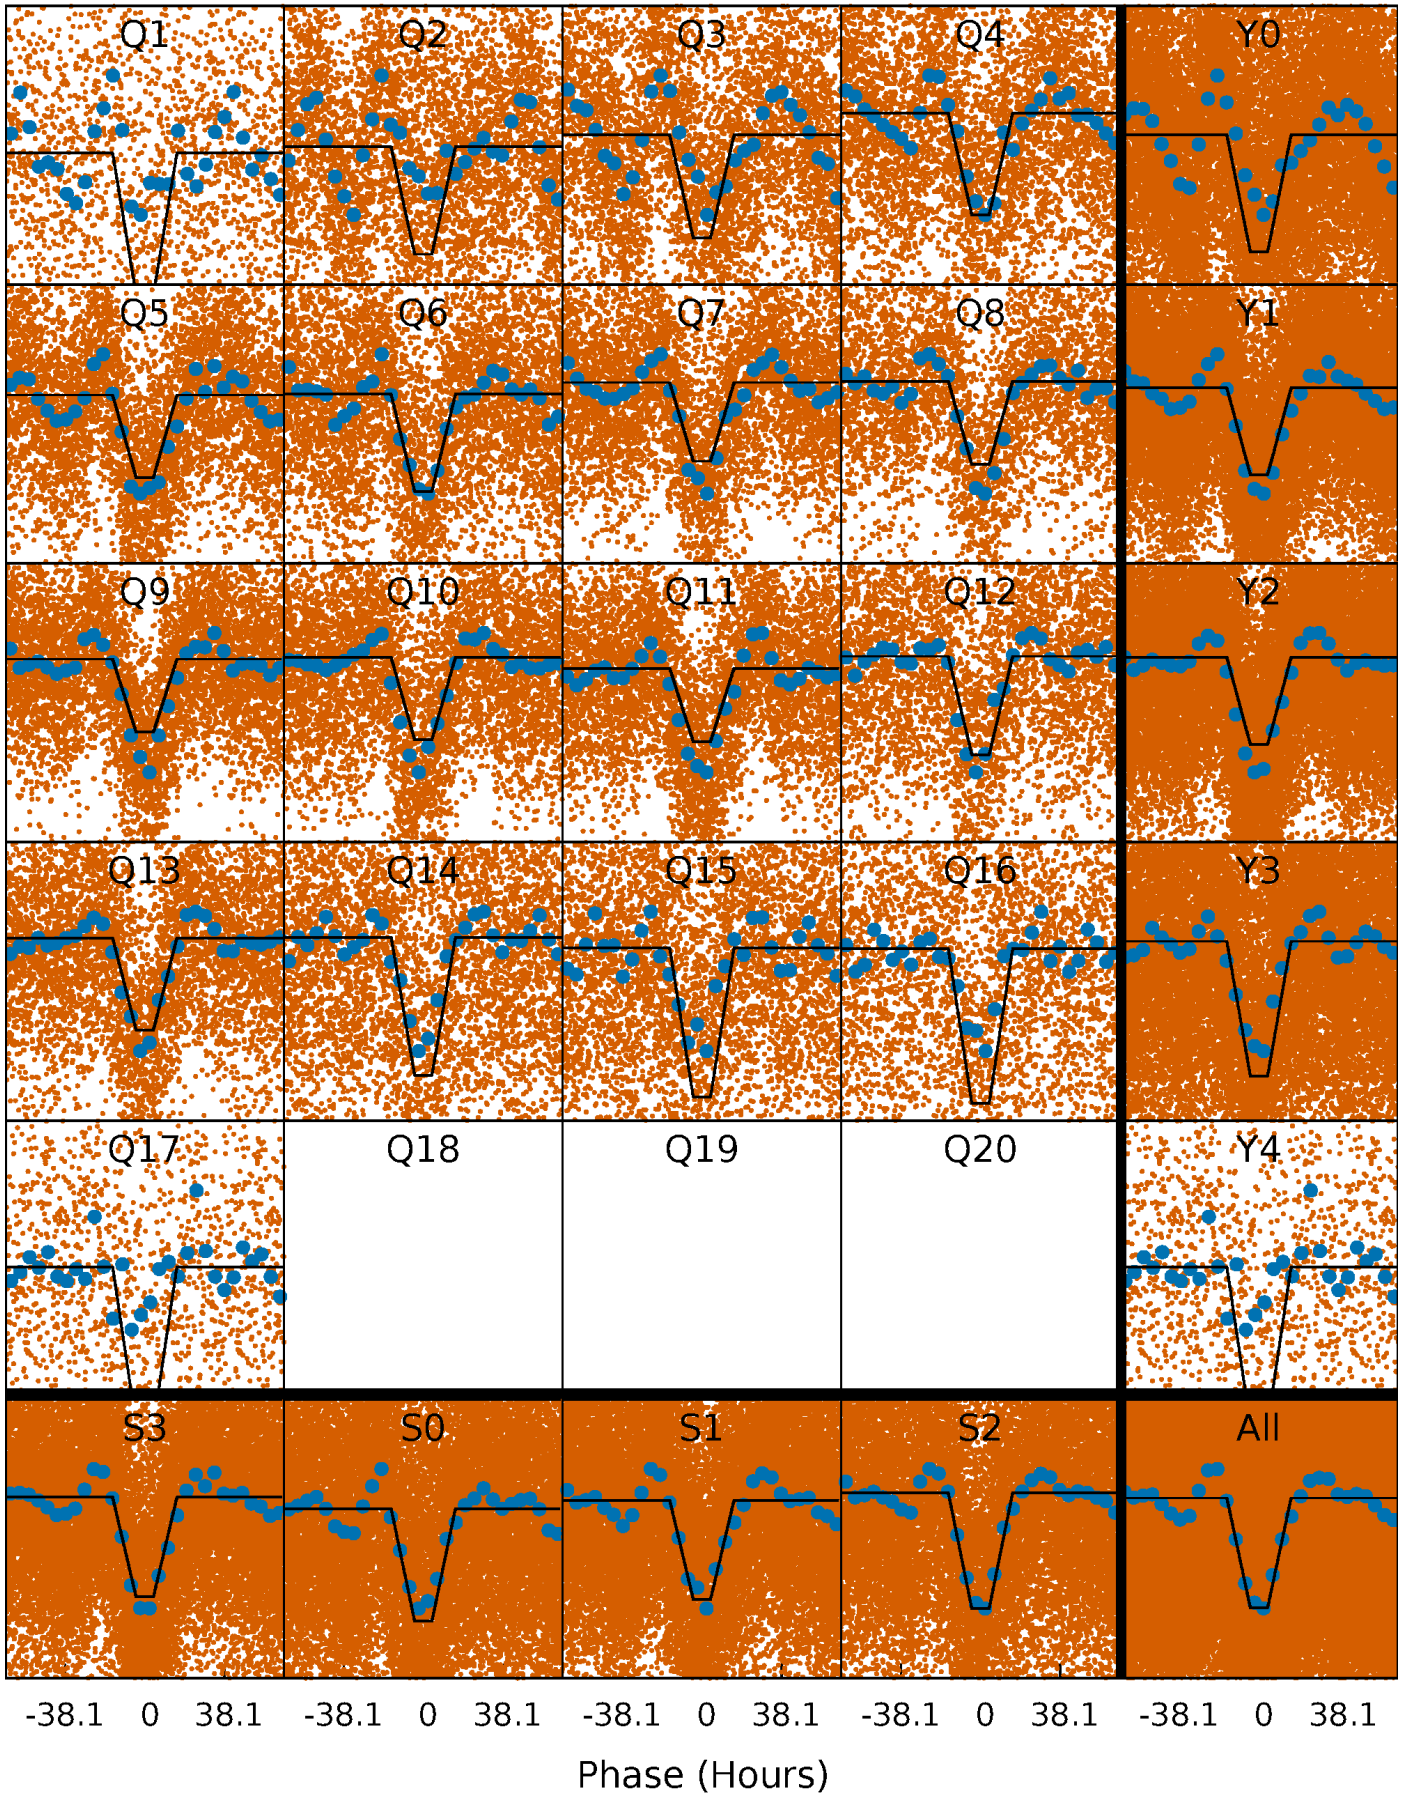 Q1 Q2 Q3 Q4 Y0
Q5 Q6 Q7 Q8 Y1
Q9 Q10 Q11 Q12 Y2
Q13 Q14 Q15 Q16 Y3
Q17 Q18 Q19 Q20 Y4
S3 S0 S1 S2 All
-38.1 0 38.1 -38.1 0 38.1 -38.1 0 38.1 -38.1 0 38.1 -38.1 0 38.1
Phase (Hours)